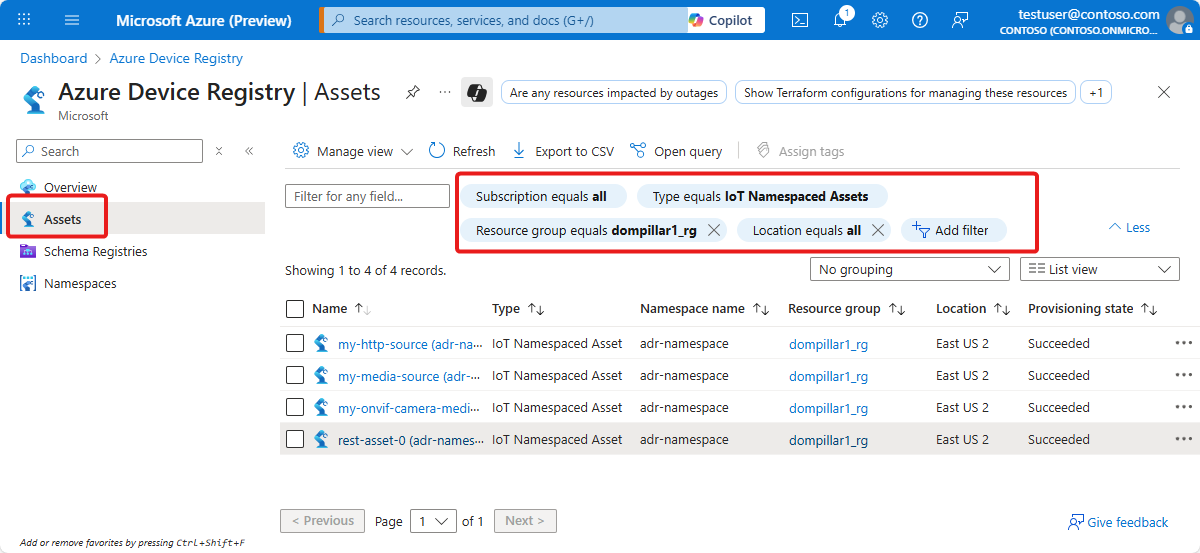 Microsoft Azure (Preview)
Search resources, services, and docs (G+/)
Copilot
1
testuser@contoso.com
CONTOSO (CONTOSO.ONMICRO...
Dashboard > Azure Device Registry
Azure Device Registry | Assets
...
Are any resources impacted by outages
Show Terraform configurations for managing these resources
+1
Microsoft
Search
Manage view
Refresh
Export to CSV
Open query
Assign tags
Overview
Assets
Schema Registries
Namespaces
Filter for any field...
Subscription equals all
Type equals IoT Namespaced Assets
Resource group equals dompillar1_rg
Location equals all
Add filter
Less
Showing 1 to 4 of 4 records.
No grouping
List view
Name Type Namespace name Resource group Location Provisioning state
my-http-source (adr-na... IoT Namespaced Asset adr-namespace dompillar1_rg East US 2 Succeeded ...
my-media-source (adr-... IoT Namespaced Asset adr-namespace dompillar1_rg East US 2 Succeeded ...
my-onvif-camera-medi... IoT Namespaced Asset adr-namespace dompillar1_rg East US 2 Succeeded ...
rest-asset-0 (adr-names... IoT Namespaced Asset adr-namespace dompillar1_rg East US 2 Succeeded ...
< Previous Page 1 of 1 Next >
Give feedback
Add or remove favorites by pressing Ctrl+Shift+F